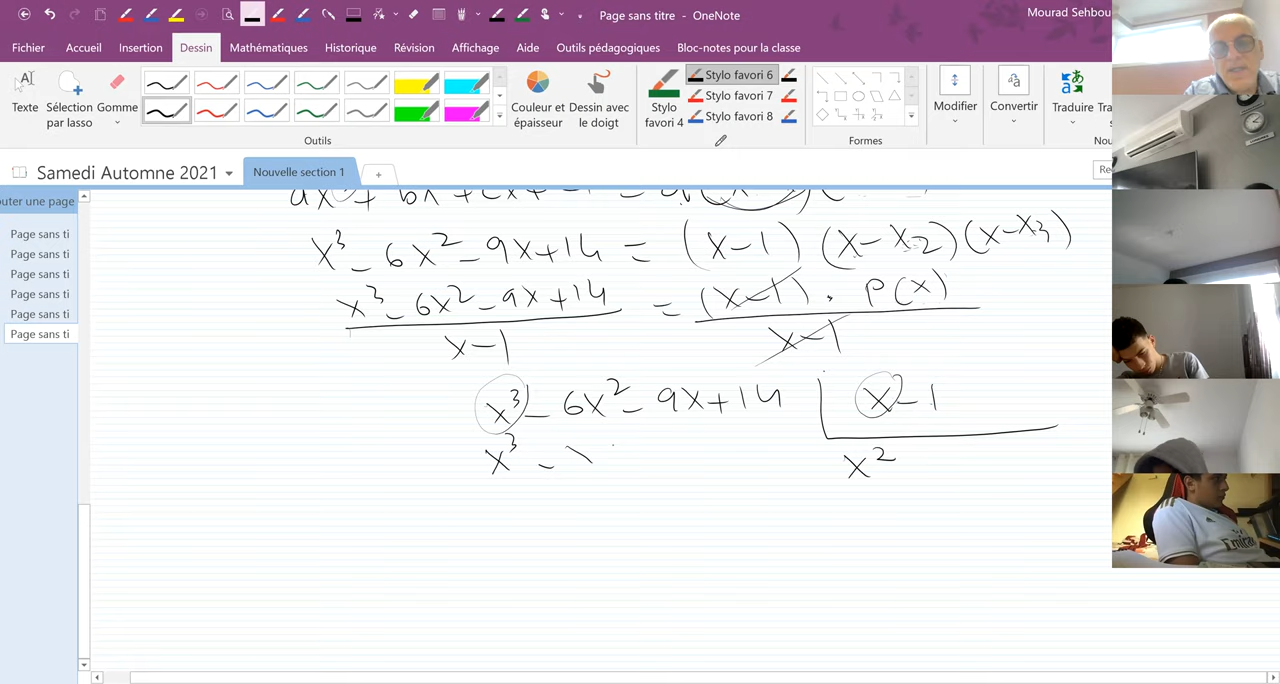 Page sans titre - OneNote
Mourad Sehbou
Fichier Accueil Insertion Dessin Mathématiques Historique Révision Affichage Aide Outils pédagogiques Bloc-notes pour la classe
Texte
Sélection par lasso
Gomme
Outils
Couleur et épaisseur
Dessin avec le doigt
Stylo favori 4
Stylo favori 6
Stylo favori 7
Stylo favori 8
Formes
Modifier
Convertir
Traduire
Nou
Samedi Automne 2021
Nouvelle section 1
+
Re
outer une page
Page sans ti
Page sans ti
Page sans ti
Page sans ti
Page sans ti
Page sans ti
x³ - 6x² - 9x + 14 = (x-1) (x-x₂)(x-x₃)
x³ - 6x² - 9x + 14 = (x-1) . P(x)
x-1 x-1
x³ - 6x² - 9x + 14 x - 1
x³ - x²